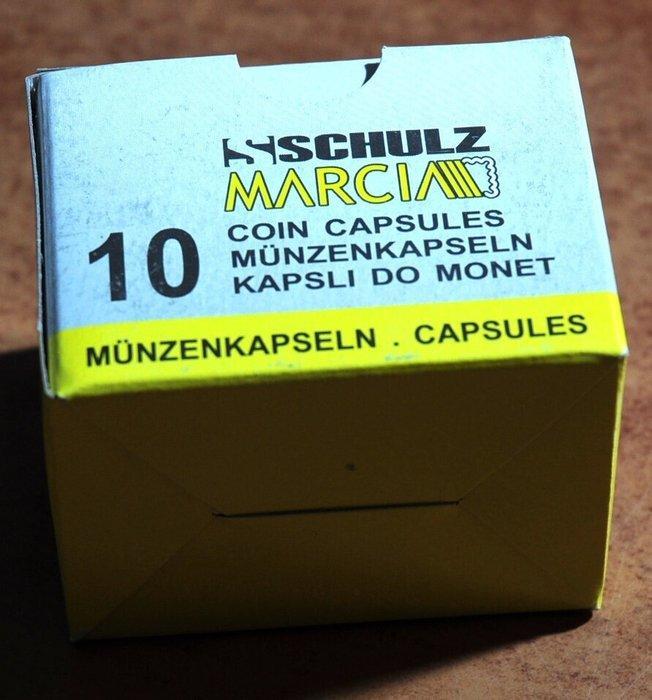 SCHULZ
MARCIA
10
COIN CAPSULES
MÜNZENKAPSELN
KAPSLI DO MONET
MÜNZENKAPSELN . CAPSULES